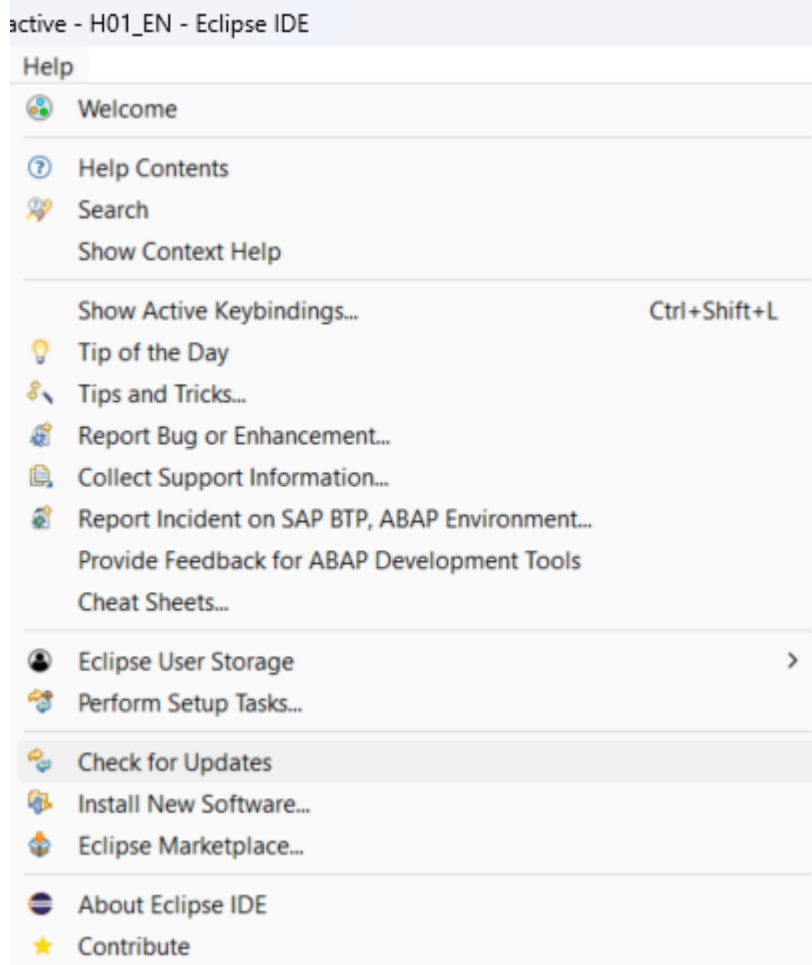 active - H01_EN - Eclipse IDE
Help
Welcome
Help Contents
Search
Show Context Help
Show Active Keybindings... Ctrl+Shift+L
Tip of the Day
Tips and Tricks...
Report Bug or Enhancement...
Collect Support Information...
Report Incident on SAP BTP, ABAP Environment...
Provide Feedback for ABAP Development Tools
Cheat Sheets...
Eclipse User Storage
Perform Setup Tasks...
Check for Updates
Install New Software...
Eclipse Marketplace...
About Eclipse IDE
Contribute